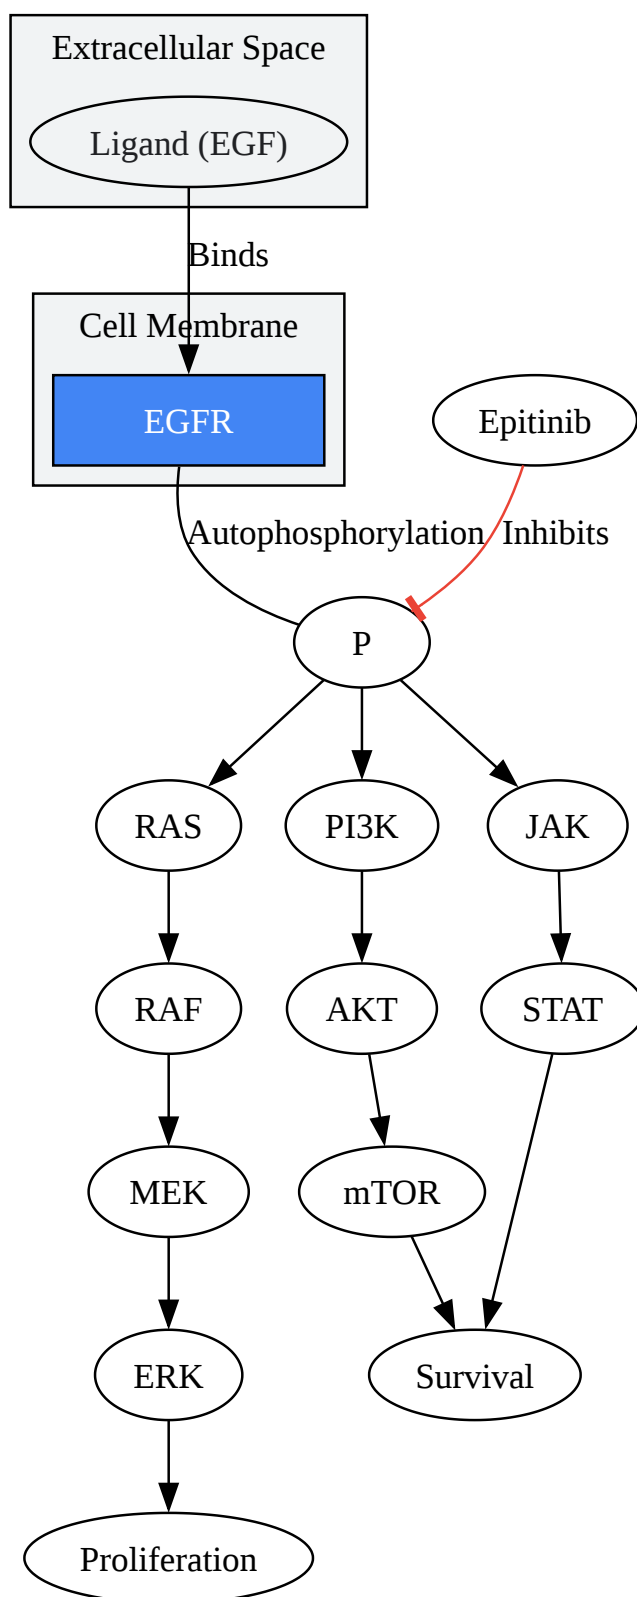 Extracellular Space
Ligand (EGF)
Binds
Cell Membrane
EGFR
Epitinib
Autophosphorylation
Inhibits
P
RAS
PI3K
JAK
RAF
AKT
STAT
MEK
mTOR
ERK
Survival
Proliferation